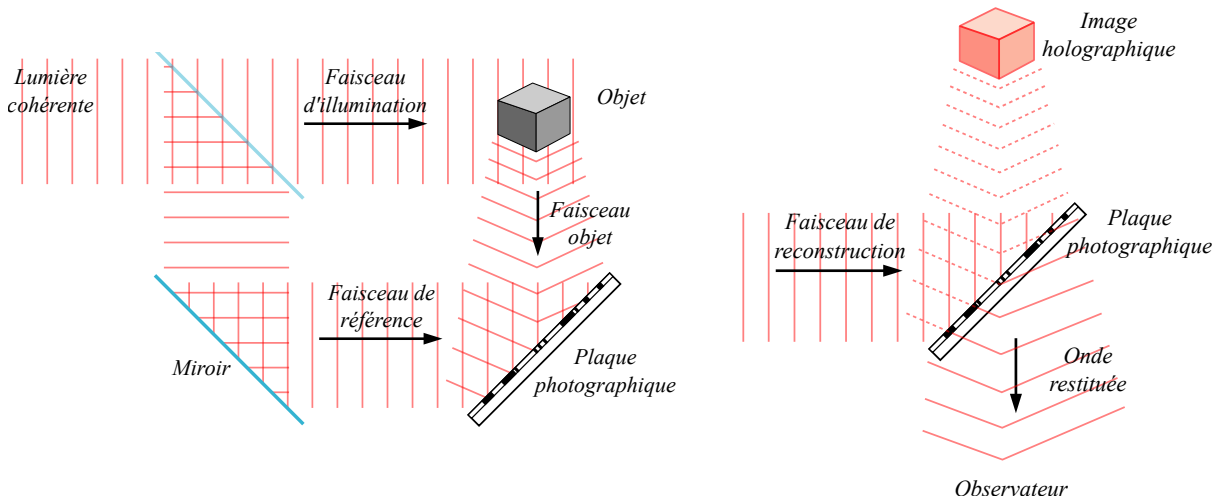 Lumière
cohérente
Faisceau
d'illumination
Objet
Faisceau
objet
Faisceau de
référence
Miroir
Plaque
photographique
Image
holographique
Faisceau de
reconstruction
Plaque
photographique
Onde
restituée
Observateur